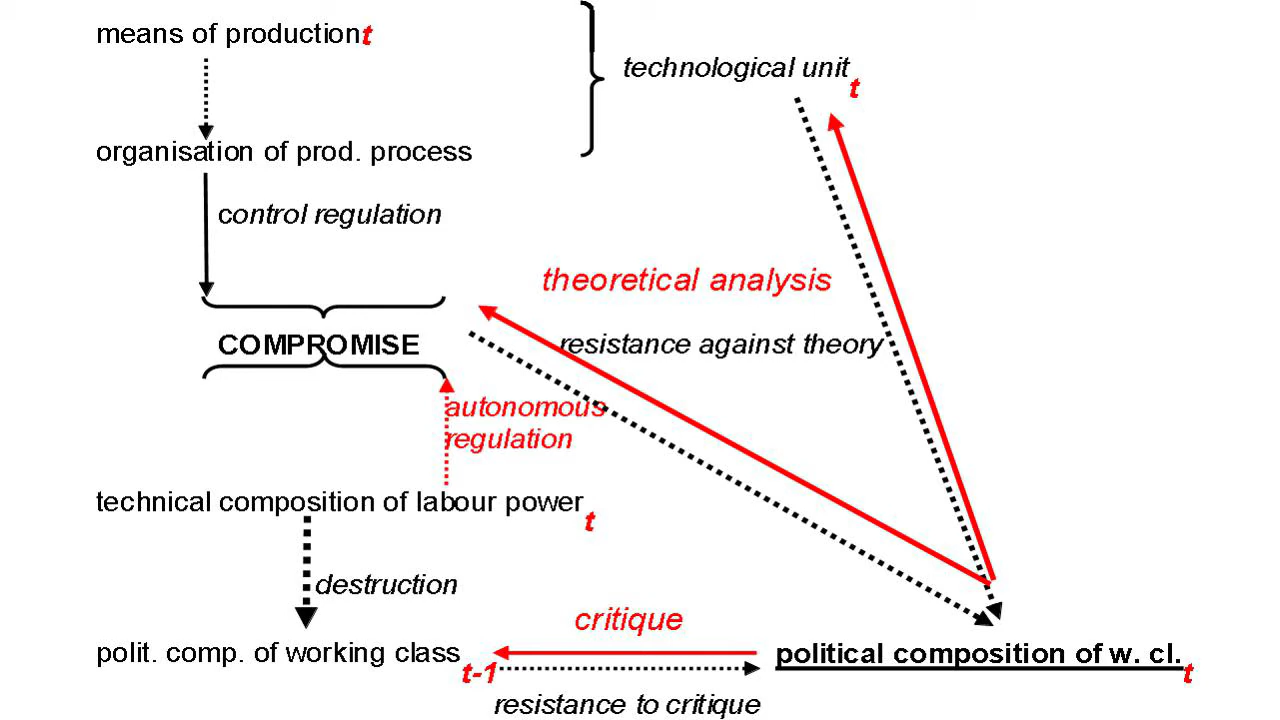 means of production t
technological unit t
organisation of prod. process
control regulation
theoretical analysis
COMPROMISE
resistance against theory
autonomous
regulation
technical composition of labour power t
destruction
critique
polit. comp. of working class t-1
political composition of w. cl. t
resistance to critique